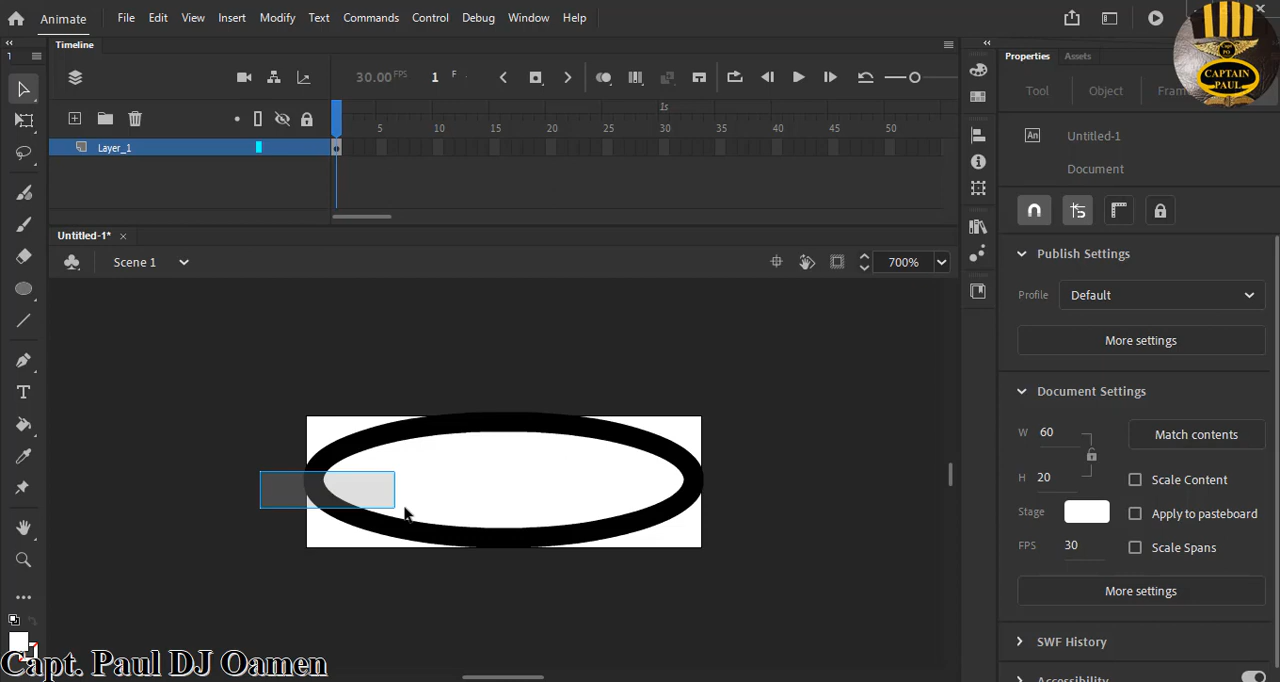 Animate File Edit View Insert Modify Text Commands Control Debug Window Help
Timeline
Properties Assets
CAPTAIN PAUL
1
30.00 FPS 1 F
Tool Object Fram
1s
5 10 15 20 25 30 35 40 45 50
Layer_1
An Untitled-1
Document
Untitled-1*
Scene 1
700%
Publish Settings
Profile Default
More settings
Document Settings
W 60 Match contents
H 20 Scale Content
Stage Apply to pasteboard
FPS 30 Scale Spans
More settings
SWF History
Accessibility
Capt. Paul DJ Oamen